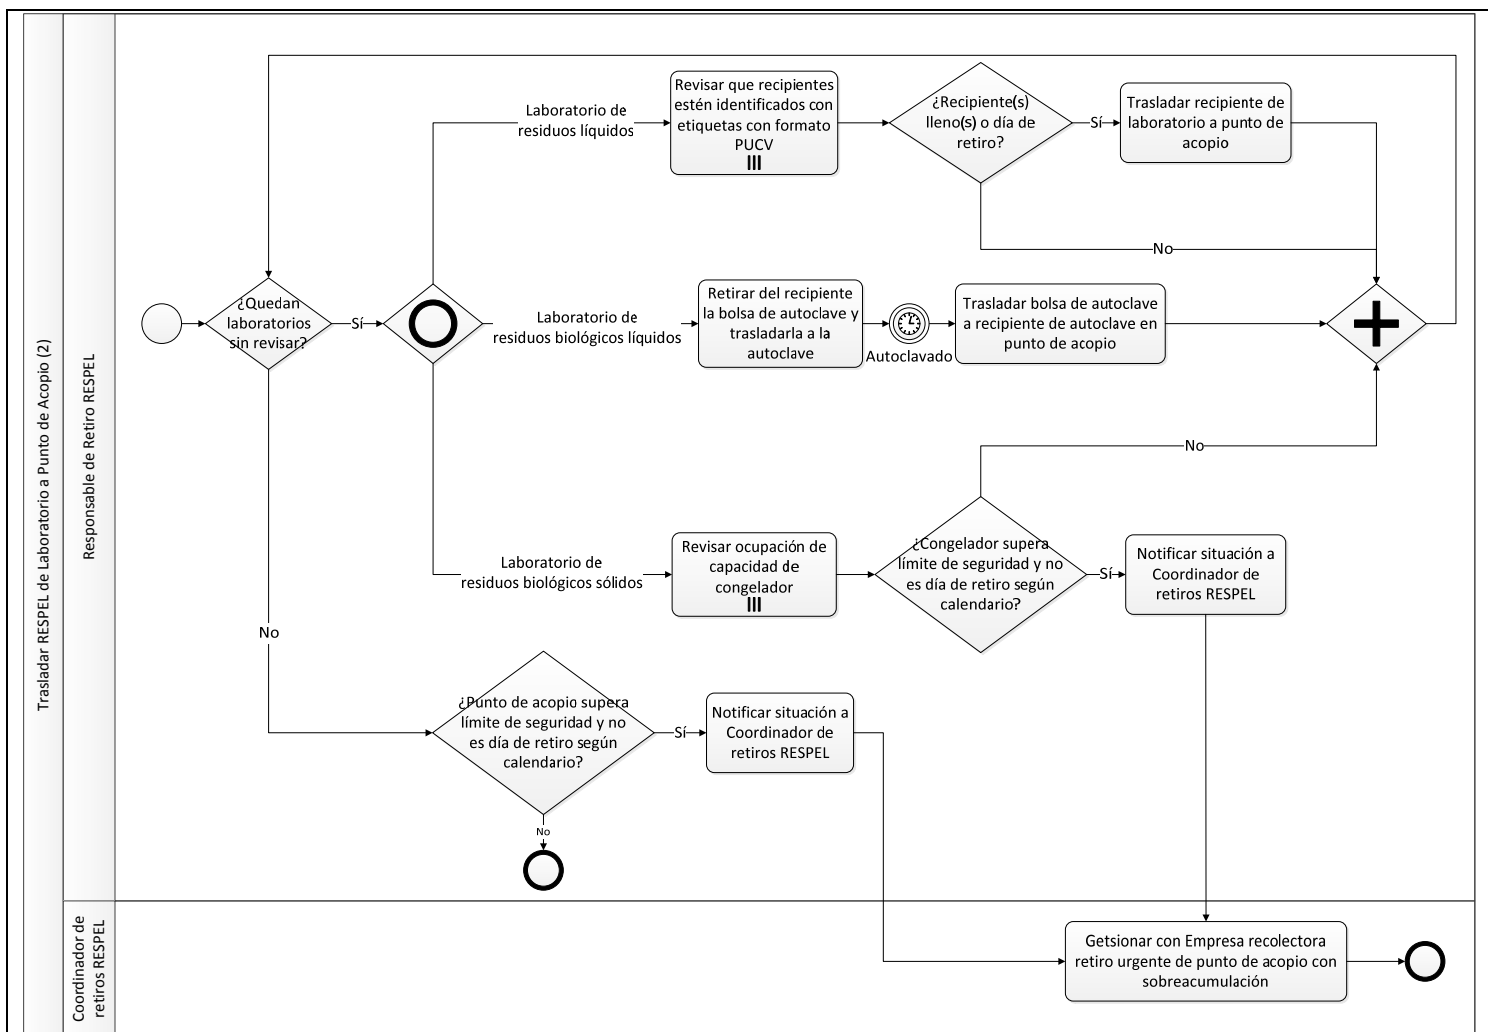 Trasladar RESPEL de Laboratorio a Punto de Acopio (2)
Responsable de Retiro RESPEL
Laboratorio de
residuos líquidos
Revisar que recipientes
estén identificados con
etiquetas con formato
PUCV
¿Recipiente(s)
lleno(s) o día de
retiro?
Sí
Trasladar recipiente de
laboratorio a punto de
acopio
No
¿Quedan
laboratorios
sin revisar?
Sí
Laboratorio de
residuos biológicos líquidos
Retirar del recipiente
la bolsa de autoclave y
trasladarla a la
autoclave
Autoclavado
Trasladar bolsa de autoclave
a recipiente de autoclave en
punto de acopio
No
Laboratorio de
residuos biológicos sólidos
Revisar ocupación de
capacidad de
congelador
¿Congelador supera
límite de seguridad y no
es día de retiro según
calendario?
Sí
Notificar situación a
Coordinador de
retiros RESPEL
No
¿Punto de acopio supera
límite de seguridad y no
es día de retiro según
calendario?
Sí
Notificar situación a
Coordinador de
retiros RESPEL
No
Coordinador de
retiros RESPEL
Getsionar con Empresa recolectora
retiro urgente de punto de acopio con
sobreacumulación